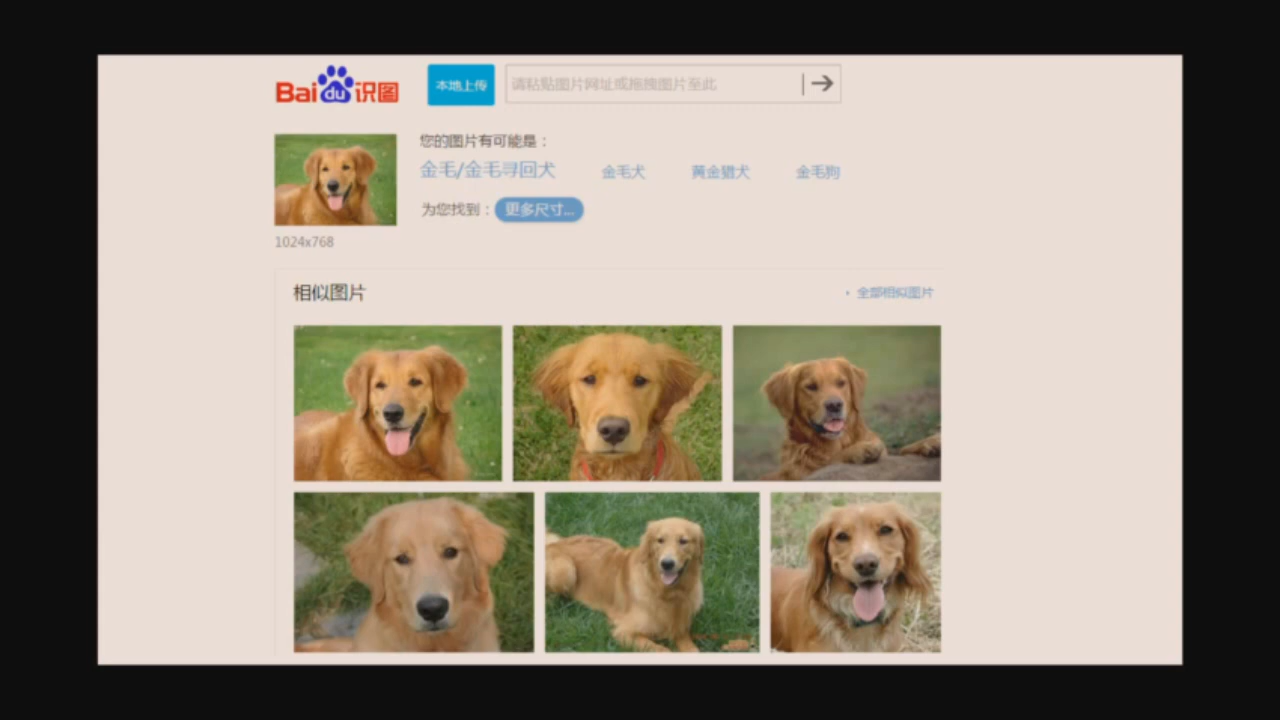 Bai du 识图 本地上传 请粘贴图片网址或拖拽图片至此
您的图片有可能是：
金毛/金毛寻回犬 金毛犬 黄金猎犬 金毛狗
为您找到： 更多尺寸...
1024x768
相似图片 全部相似图片